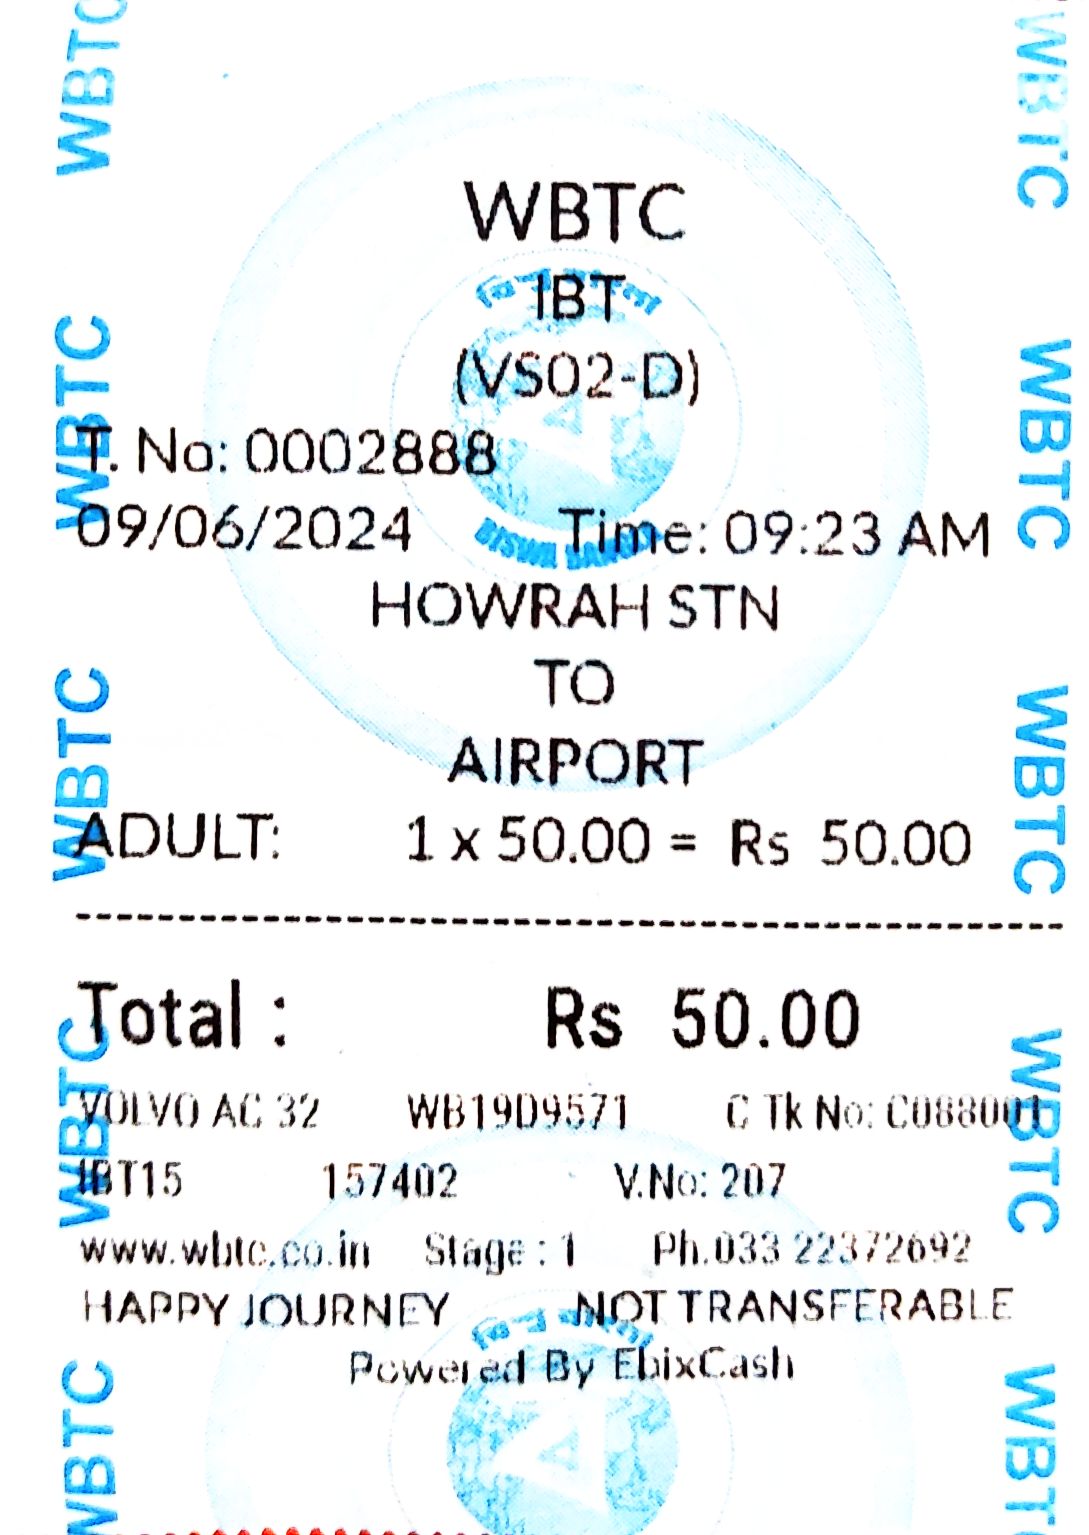 WBTC
IBT
(VS02-D)
T. No: 0002888
09/06/2024 Time: 09:23 AM
HOWRAH STN
TO
AIRPORT
ADULT: 1 x 50.00 = Rs 50.00
Total : Rs 50.00
VOLVO AC 32 WB19D9571 C Tk No: C088001
IBT15 157402 V.No: 207
www.wbtc.co.in Stage : 1 Ph.033 22372692
HAPPY JOURNEY NOT TRANSFERABLE
Powered By EbixCash
WBTC
WBTC
WBTC
WBTC
WBTC
WBTC
WBTC
WBTC
WBTC
WBTC